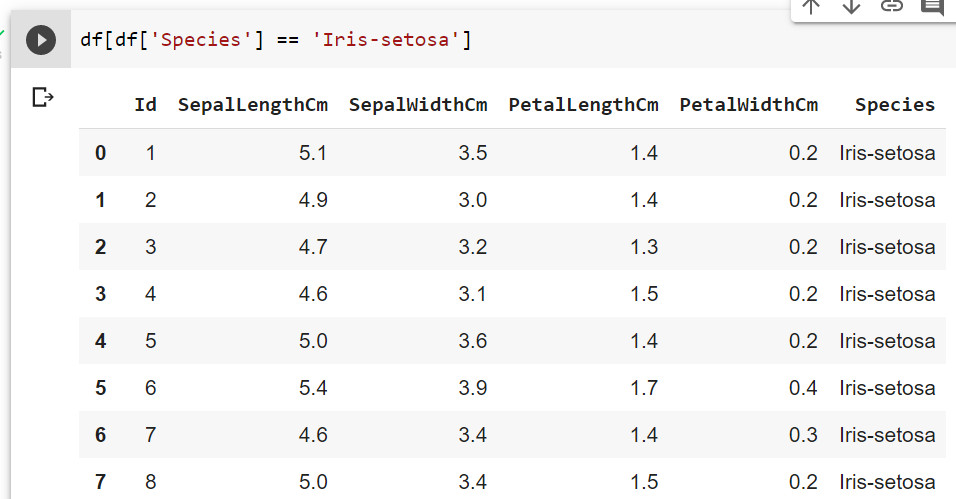 df[df['Species'] == 'Iris-setosa']
Id SepalLengthCm SepalWidthCm PetalLengthCm PetalWidthCm Species
0 1 5.1 3.5 1.4 0.2 Iris-setosa
1 2 4.9 3.0 1.4 0.2 Iris-setosa
2 3 4.7 3.2 1.3 0.2 Iris-setosa
3 4 4.6 3.1 1.5 0.2 Iris-setosa
4 5 5.0 3.6 1.4 0.2 Iris-setosa
5 6 5.4 3.9 1.7 0.4 Iris-setosa
6 7 4.6 3.4 1.4 0.3 Iris-setosa
7 8 5.0 3.4 1.5 0.2 Iris-setosa